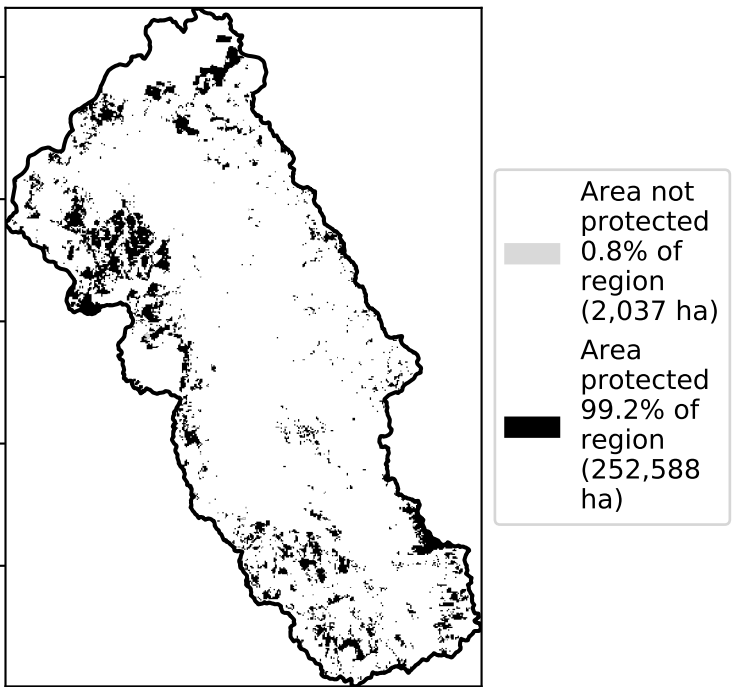 Area not
protected
0.8% of
region
(2,037 ha)
Area
protected
99.2% of
region
(252,588
ha)